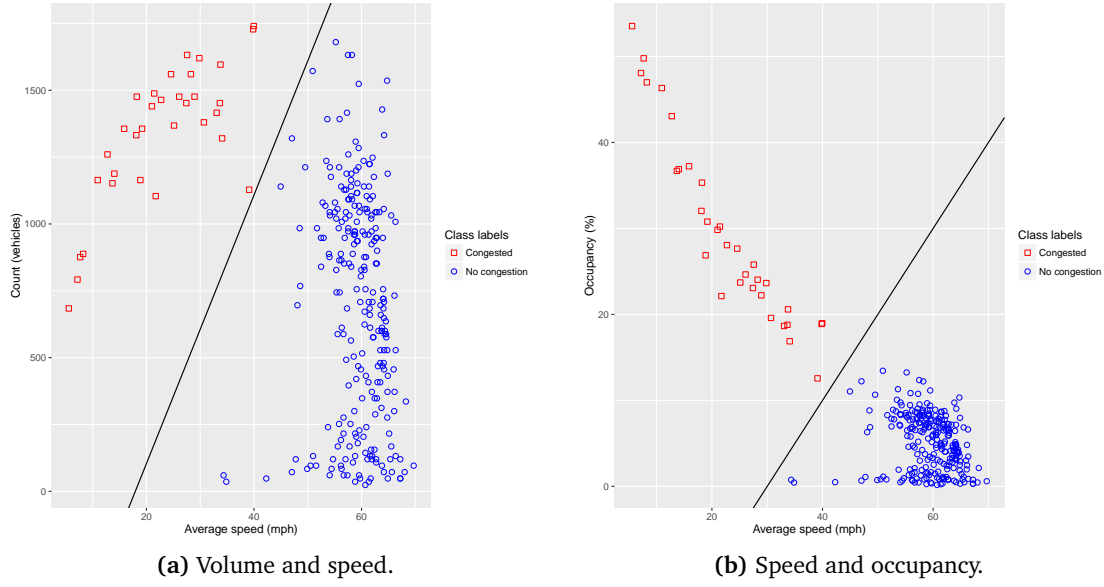 1500
1000
500
0
Count (vehicles)
20
40
60
Average speed (mph)
Class labels
Congested
No congestion
(a) Volume and speed.
40
20
0
Occupancy (%)
20
40
60
Average speed (mph)
Class labels
Congested
No congestion
(b) Speed and occupancy.